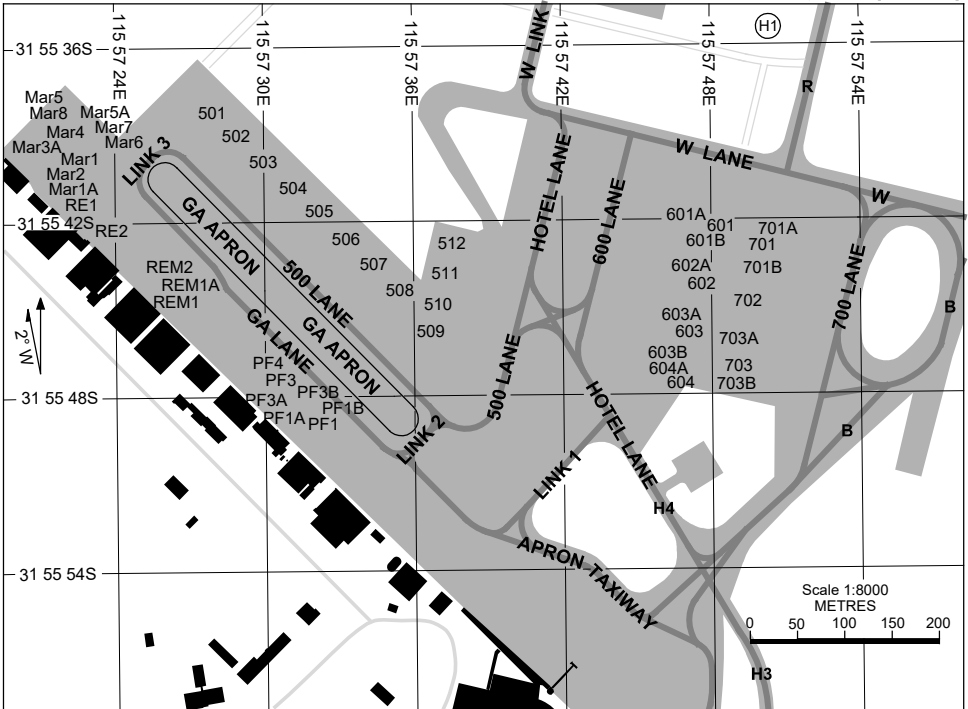 115 57 24E
115 57 30E
115 57 36E
115 57 42E
115 57 48E
115 57 54E
H1
31 55 36S
31 55 42S
31 55 48S
31 55 54S
W LINK
R
Mar5
Mar8
Mar5A
Mar4
Mar7
Mar3A
Mar6
Mar1
Mar2
Mar1A
RE1
RE2
LINK 3
501
502
503
504
505
506
507
508
509
510
511
512
W LANE
W
HOTEL LANE
600 LANE
GA APRON
500 LANE
GA LANE
GA APRON
REM2
REM1A
REM1
601A
601
701A
601B
701
602A
701B
602
702
603A
603
703A
603B
604A
703
604
703B
700 LANE
B
B
2° W
PF4
PF3
PF3B
PF3A
PF1B
PF1A
PF1
LINK 2
500 LANE
HOTEL LANE
LINK 1
H4
APRON TAXIWAY
Scale 1:8000
METRES
0 50 100 150 200
H3